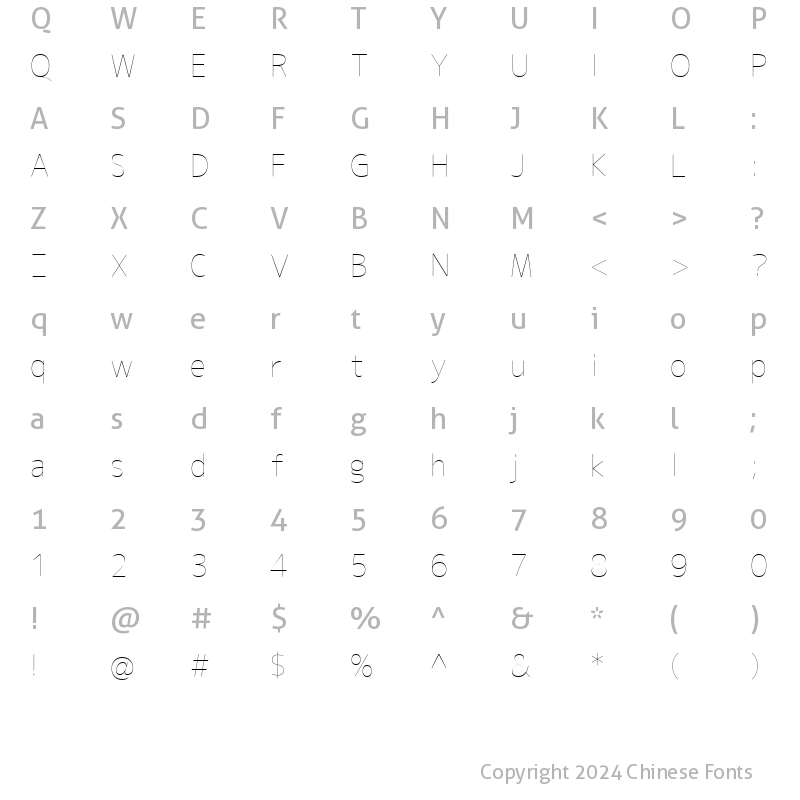 Q W E R T Y U I O P
Q W E R T Y U I O P
A S D F G H J K L :
A S D F G H J K L :
Z X C V B N M < > ?
Z X C V B N M < > ?
q w e r t y u i o p
q w e r t y u i o p
a s d f g h j k l ;
a s d f g h j k l ;
1 2 3 4 5 6 7 8 9 0
1 2 3 4 5 6 7 8 9 0
! @ # $ % ^ & * ( )
! @ # $ % ^ & * ( )
Copyright 2024 Chinese Fonts